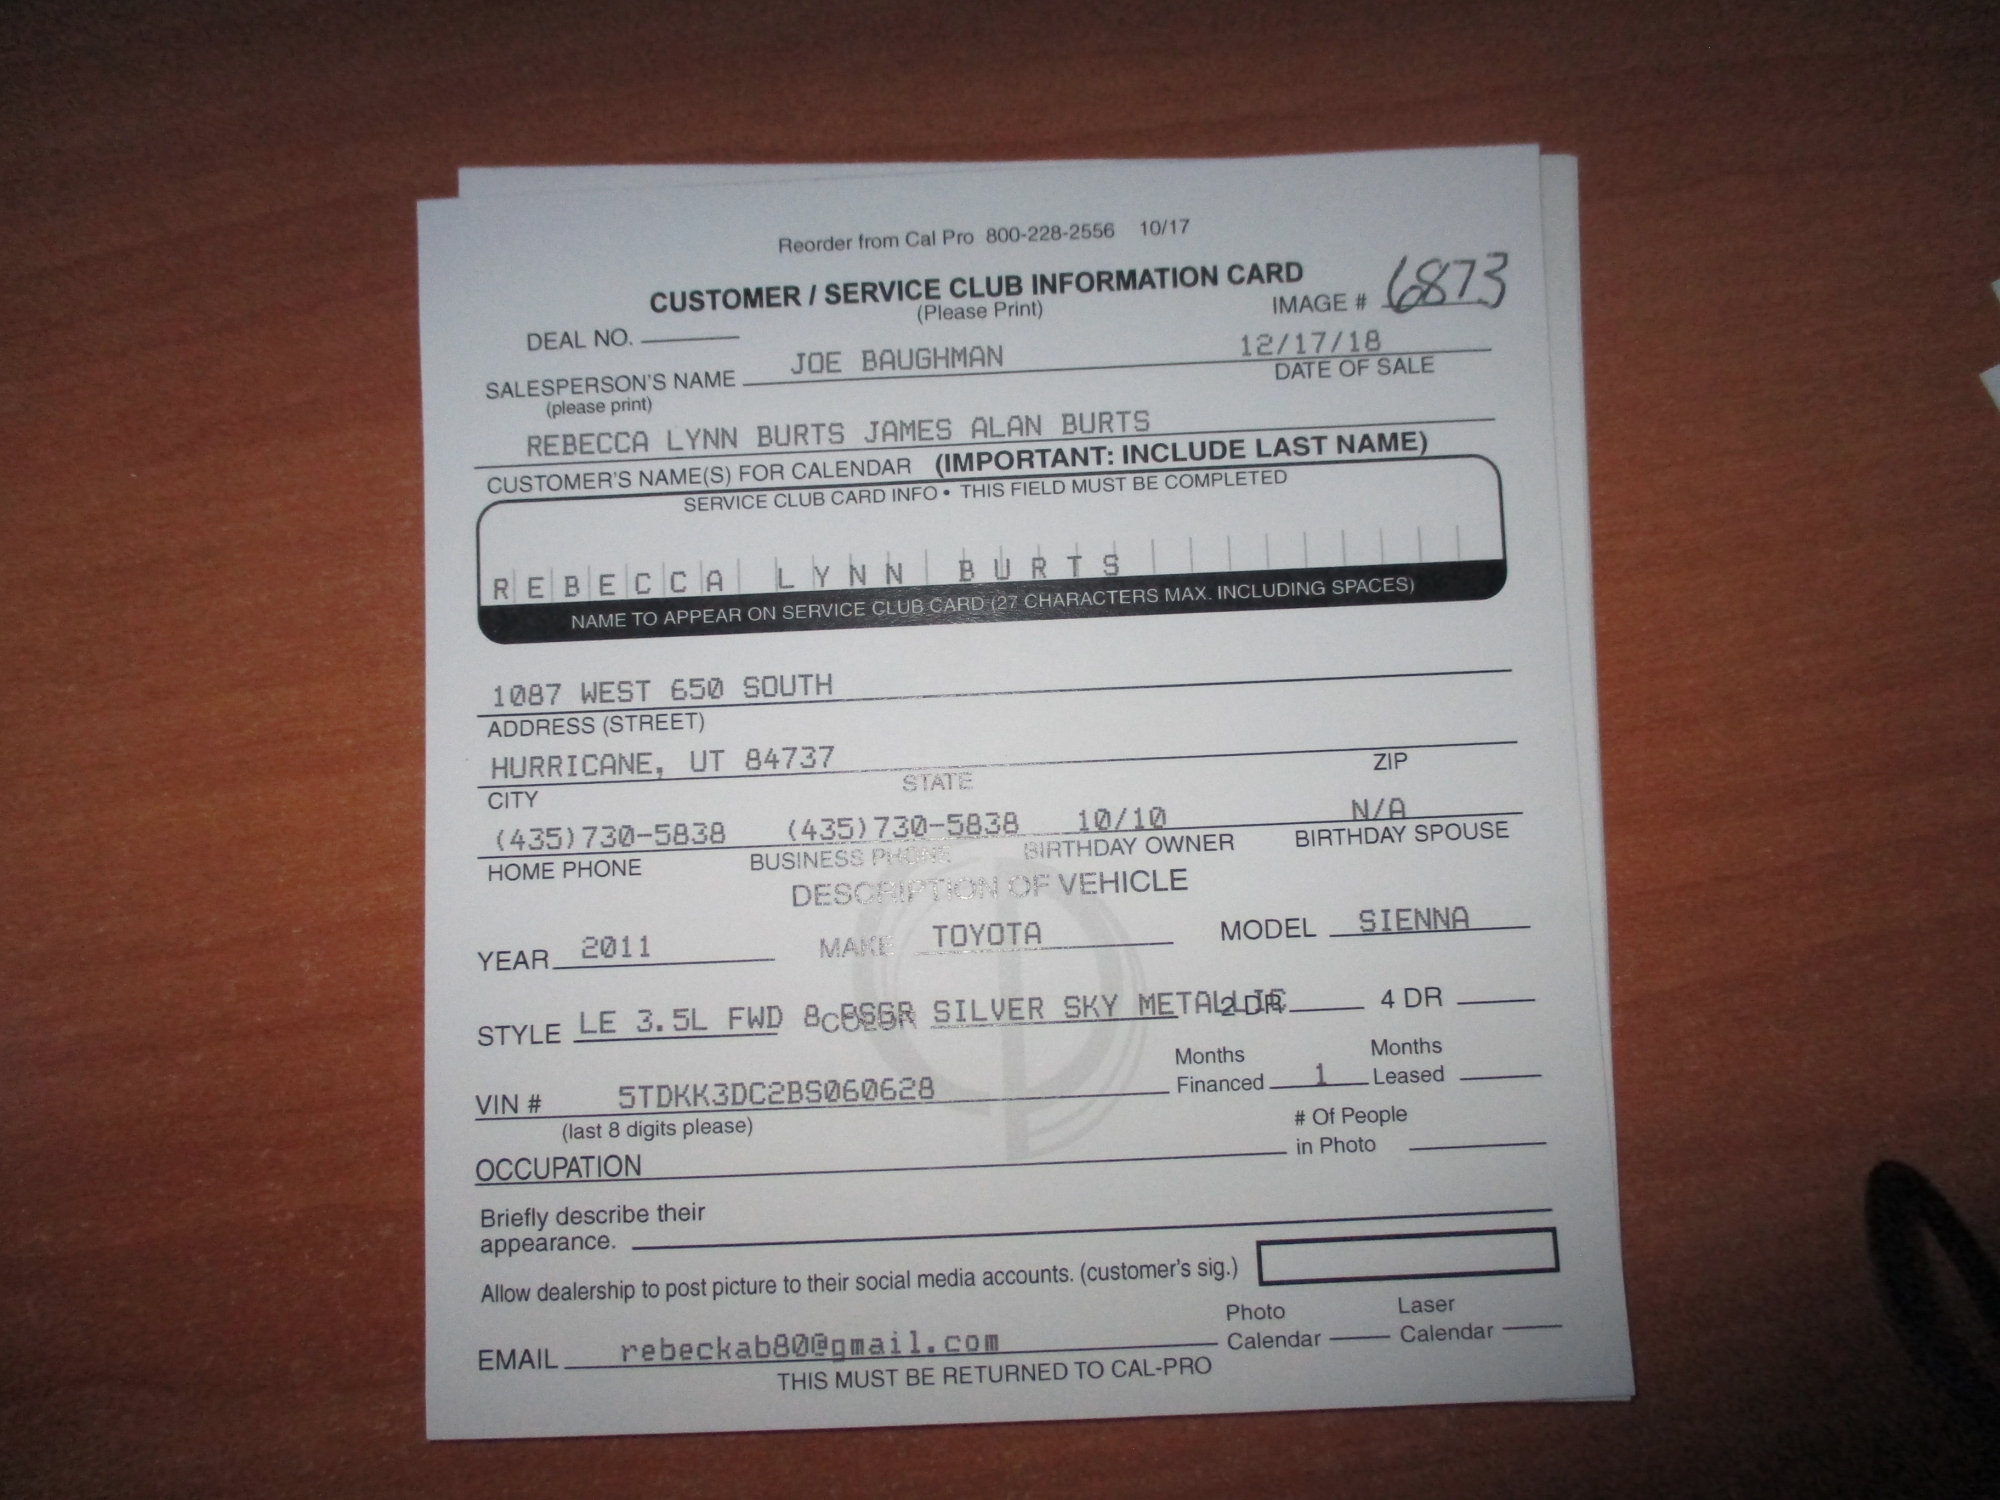 Reorder from Cal Pro 800-228-2556 10/17
CUSTOMER / SERVICE CLUB INFORMATION CARD
(Please Print)
IMAGE # 6873
DEAL NO.
SALESPERSON'S NAME JOE BAUGHMAN 12/17/18
(please print) DATE OF SALE
REBECCA LYNN BURTS JAMES ALAN BURTS
CUSTOMER'S NAME(S) FOR CALENDAR (IMPORTANT: INCLUDE LAST NAME)
SERVICE CLUB CARD INFO • THIS FIELD MUST BE COMPLETED
REBECCA LYNN BURTS
NAME TO APPEAR ON SERVICE CLUB CARD (27 CHARACTERS MAX. INCLUDING SPACES)
1087 WEST 650 SOUTH
ADDRESS (STREET)
HURRICANE, UT 84737
CITY STATE ZIP
(435)730-5838 (435)730-5838 10/10 N/A
HOME PHONE BUSINESS PHONE BIRTHDAY OWNER BIRTHDAY SPOUSE
DESCRIPTION OF VEHICLE
YEAR 2011 MAKE TOYOTA MODEL SIENNA
STYLE LE 3.5L FWD SILVER SKY METALLIC 2 DR. 4 DR
Months Months
VIN # 5TDKK3DC2BS060628 Financed 1 Leased
(last 8 digits please) # Of People
OCCUPATION in Photo
Briefly describe their
appearance.
Allow dealership to post picture to their social media accounts. (customer's sig.)
Photo Laser
EMAIL rebeckab80@gmail.com Calendar Calendar
THIS MUST BE RETURNED TO CAL-PRO